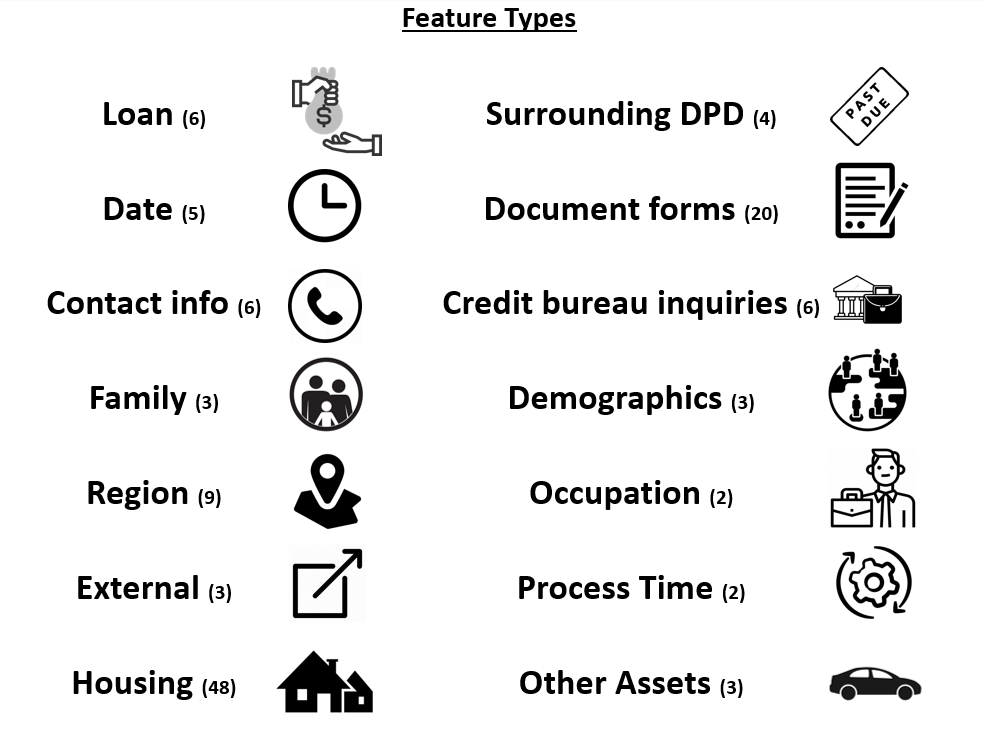 Feature Types
Loan (6)
$
Surrounding DPD (4)
PAST
DUE
Date (5)
Document forms (20)
Contact info (6)
Credit bureau inquiries (6)
Family (3)
Demographics (3)
Region (9)
Occupation (2)
External (3)
Process Time (2)
Housing (48)
Other Assets (3)